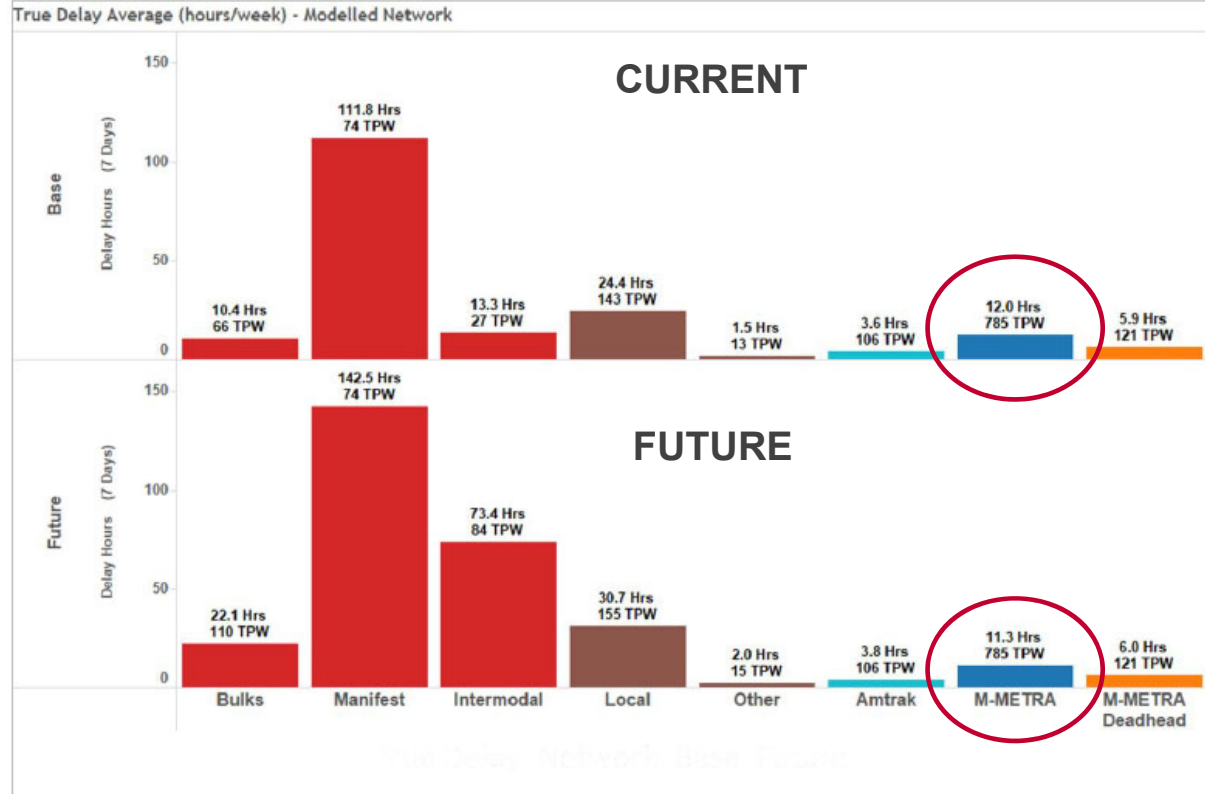 True Delay Average (hours/week) - Modelled Network
CURRENT
Base
Delay Hours (7 Days)
150
100
50
0
10.4 Hrs
66 TPW
111.8 Hrs
74 TPW
13.3 Hrs
27 TPW
24.4 Hrs
143 TPW
1.5 Hrs
13 TPW
3.6 Hrs
106 TPW
12.0 Hrs
785 TPW
5.9 Hrs
121 TPW
FUTURE
Future
Delay Hours (7 Days)
150
100
50
0
22.1 Hrs
110 TPW
142.5 Hrs
74 TPW
73.4 Hrs
84 TPW
30.7 Hrs
155 TPW
2.0 Hrs
15 TPW
3.8 Hrs
106 TPW
11.3 Hrs
785 TPW
6.0 Hrs
121 TPW
Bulks
Manifest
Intermodal
Local
Other
Amtrak
M-METRA
M-METRA
Deadhead
True Delay Network Base Future